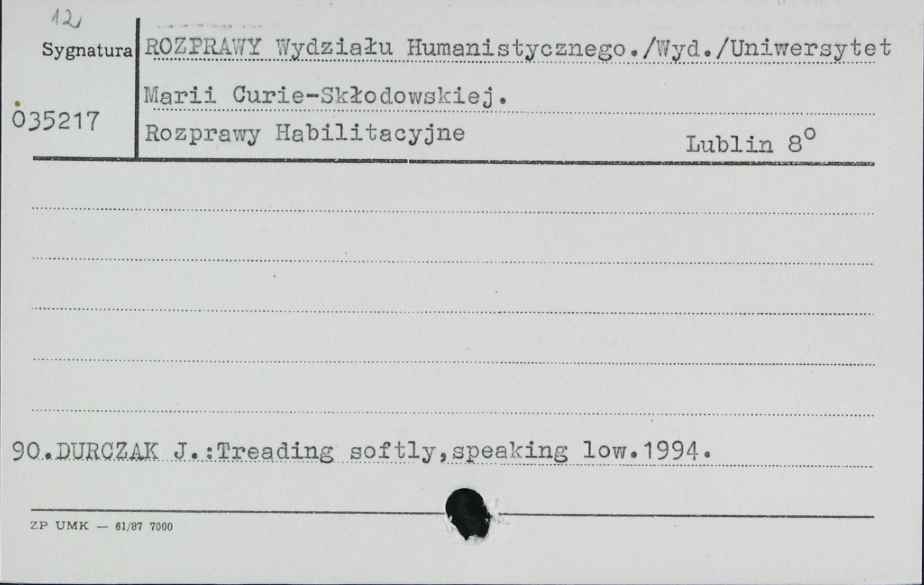 12
Sygnatura
ROZPRAWY Wydziału Humanistycznego./Wyd./Uniwersytet
Marii Curie-Skłodowskiej.
035217
Rozprawy Habilitacyjne
Lublin 8°
90.DURCZAK J.:Treading softly,speaking low.1994.
ZP UMK — 61/87 7000